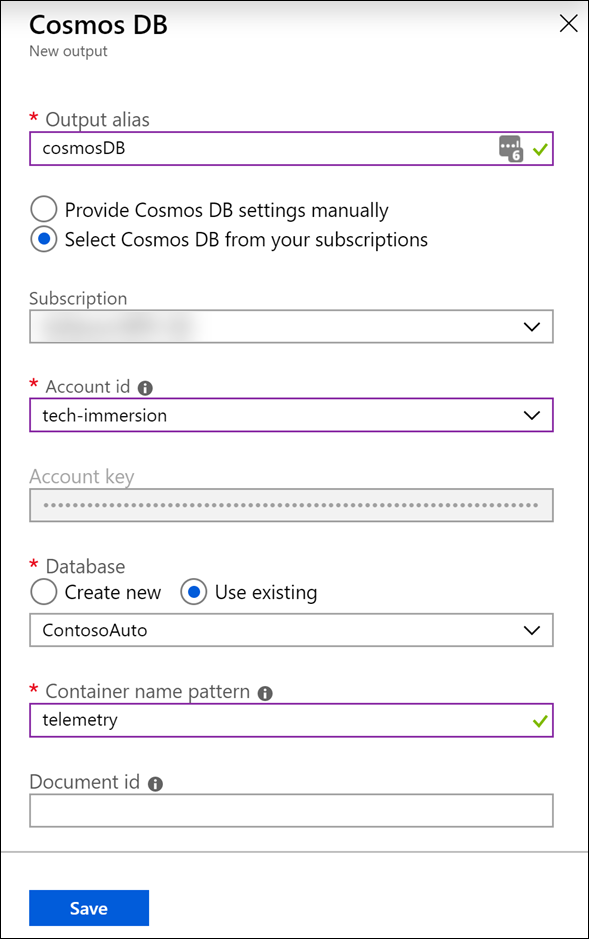 Cosmos DB
New output
* Output alias
cosmosDB
6
Provide Cosmos DB settings manually
Select Cosmos DB from your subscriptions
Subscription
* Account id
tech-immersion
Account key
* Database
Create new
Use existing
ContosoAuto
* Container name pattern
telemetry
Document id
Save